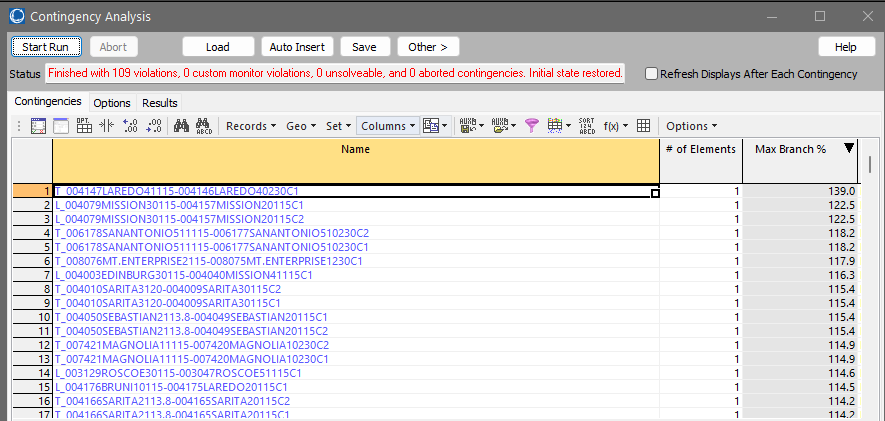 Contingency Analysis
Start Run Abort Load Auto Insert Save Other > Help
Status Finished with 109 violations, 0 custom monitor violations, 0 unsolveable, and 0 aborted contingencies. Initial state restored. Refresh Displays After Each Contingency
Contingencies Options Results
Records Geo Set Columns f(x) Options
Name # of Elements Max Branch %
1 T_004147LAREDO41115-004146LAREDO40230C1 1 139.0
2 L_004079MISSION30115-004157MISSION20115C1 1 122.5
3 L_004079MISSION30115-004157MISSION20115C2 1 122.5
4 T_006178SANANTONIO511115-006177SANANTONIO510230C2 1 118.2
5 T_006178SANANTONIO511115-006177SANANTONIO510230C1 1 118.2
6 T_008076MT.ENTERPRISE2115-008075MT.ENTERPRISE1230C1 1 117.9
7 L_004003EDINBURG30115-004040MISSION41115C1 1 116.3
8 T_004010SARITA3120-004009SARITA30115C2 1 115.4
9 T_004010SARITA3120-004009SARITA30115C1 1 115.4
10 T_004050SEBASTIAN2113.8-004049SEBASTIAN20115C1 1 115.4
11 T_004050SEBASTIAN2113.8-004049SEBASTIAN20115C2 1 115.4
12 T_007421MAGNOLIA11115-007420MAGNOLIA10230C2 1 114.9
13 T_007421MAGNOLIA11115-007420MAGNOLIA10230C1 1 114.9
14 L_003129ROSCOE30115-003047ROSCOE51115C1 1 114.6
15 L_004176BRUNI10115-004175LAREDO20115C1 1 114.5
16 T_004166SARITA2113.8-004165SARITA20115C2 1 114.2
17 T_004166SARITA2113.8-004165SARITA20115C1 1 114.2